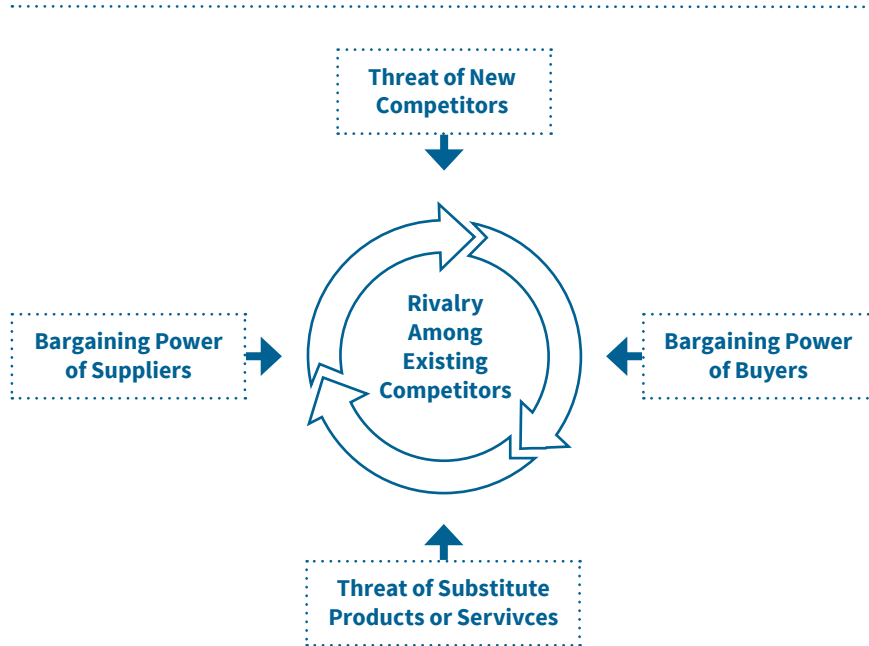 Threat of New
Competitors
Rivalry
Among
Existing
Competitors
Bargaining Power
of Suppliers
Bargaining Power
of Buyers
Threat of Substitute
Products or Servivces